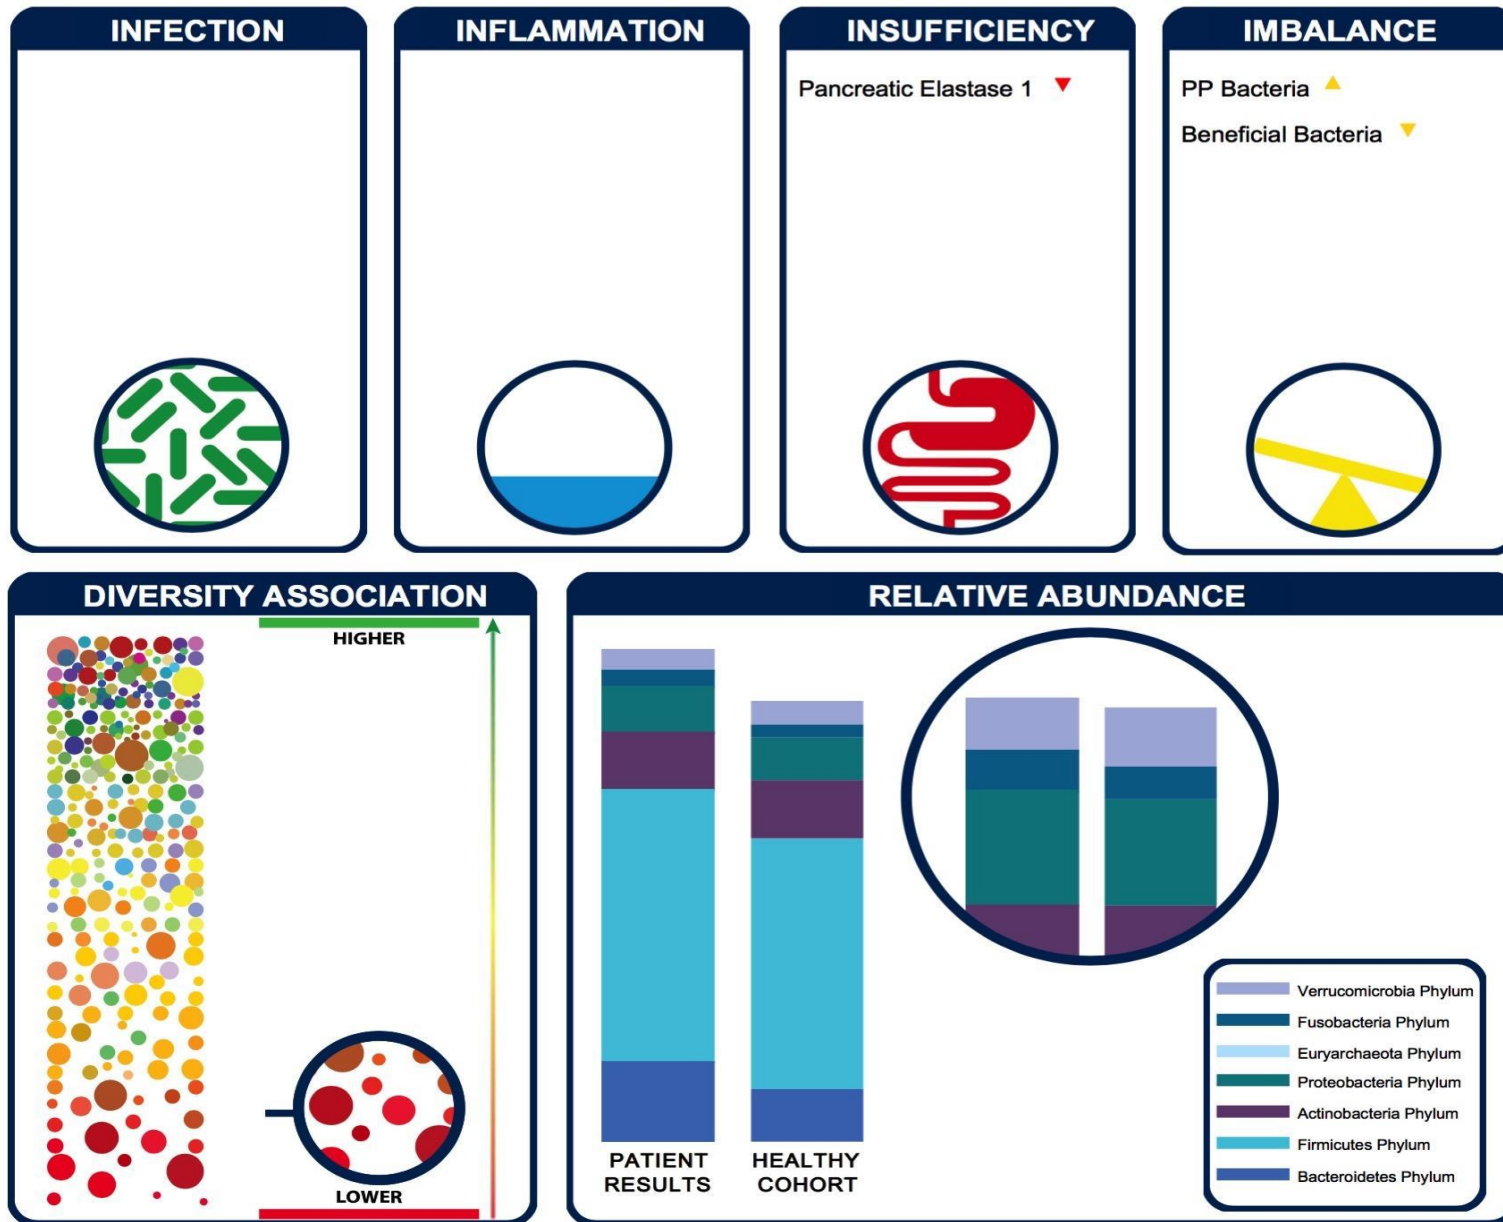 INFECTION
INFLAMMATION
INSUFFICIENCY
IMBALANCE
Pancreatic Elastase 1
PP Bacteria
Beneficial Bacteria
DIVERSITY ASSOCIATION
HIGHER
LOWER
RELATIVE ABUNDANCE
PATIENT
RESULTS
HEALTHY
COHORT
Verrucomicrobia Phylum
Fusobacteria Phylum
Euryarchaeota Phylum
Proteobacteria Phylum
Actinobacteria Phylum
Firmicutes Phylum
Bacteroidetes Phylum